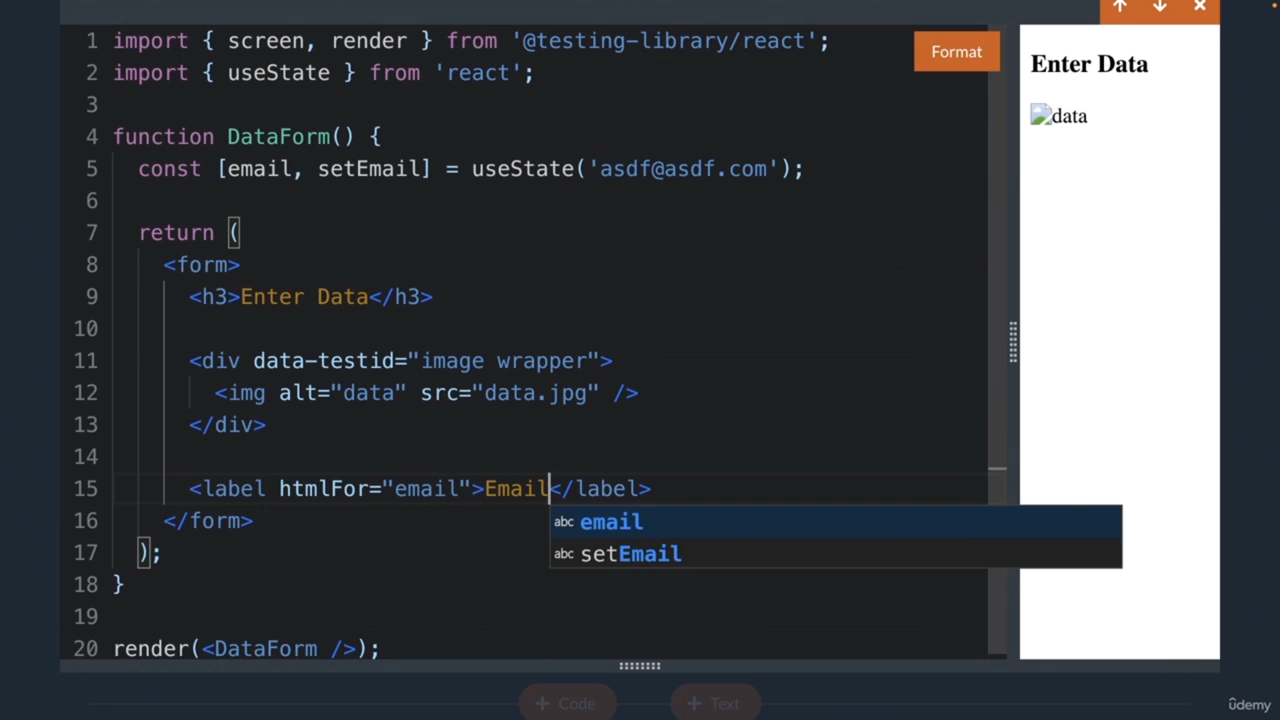 1 import { screen, render } from '@testing-library/react';
2 import { useState } from 'react';
3
4 function DataForm() {
5 const [email, setEmail] = useState('asdf@asdf.com');
6
7 return (
8 <form>
9 <h3>Enter Data</h3>
10
11 <div data-testid="image wrapper">
12 <img alt="data" src="data.jpg" />
13 </div>
14
15 <label htmlFor="email">Email</label>
abc email
abc setEmail
16 </form>
17 );
18 }
19
20 render(<DataForm />);
Format
Enter Data
data
+ Code
+ Text
ûdemy